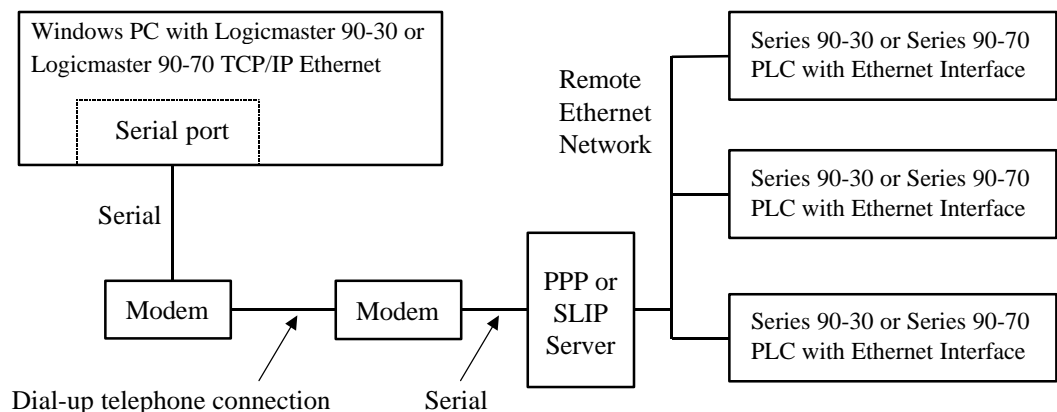 Windows PC with Logicmaster 90-30 or
Logicmaster 90-70 TCP/IP Ethernet
Serial port
Serial
Modem
Modem
PPP or
SLIP
Server
Dial-up telephone connection
Serial
Remote
Ethernet
Network
Series 90-30 or Series 90-70
PLC with Ethernet Interface
Series 90-30 or Series 90-70
PLC with Ethernet Interface
Series 90-30 or Series 90-70
PLC with Ethernet Interface